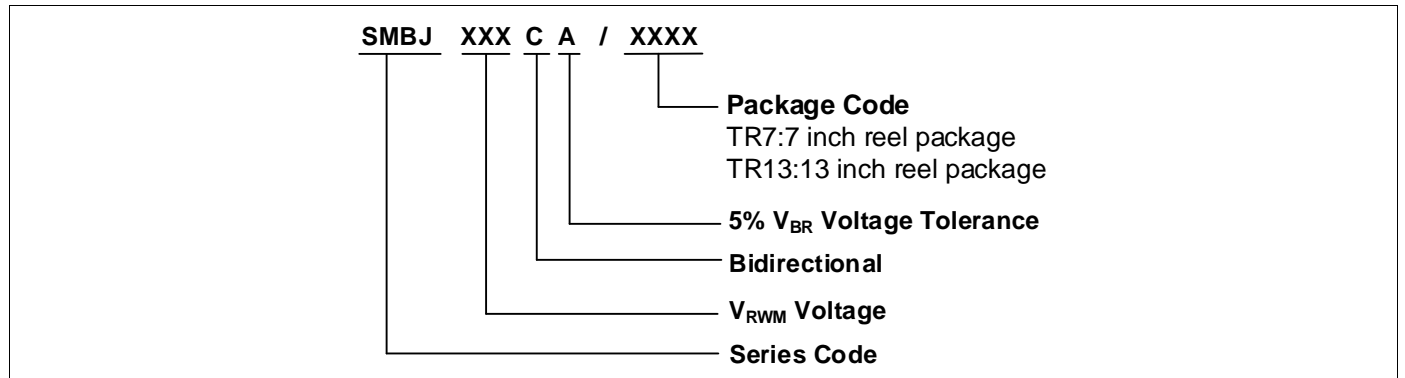 SMBJ XXX C A / XXXX
Package Code
TR7:7 inch reel package
TR13:13 inch reel package
5% VBR Voltage Tolerance
Bidirectional
VRWM Voltage
Series Code